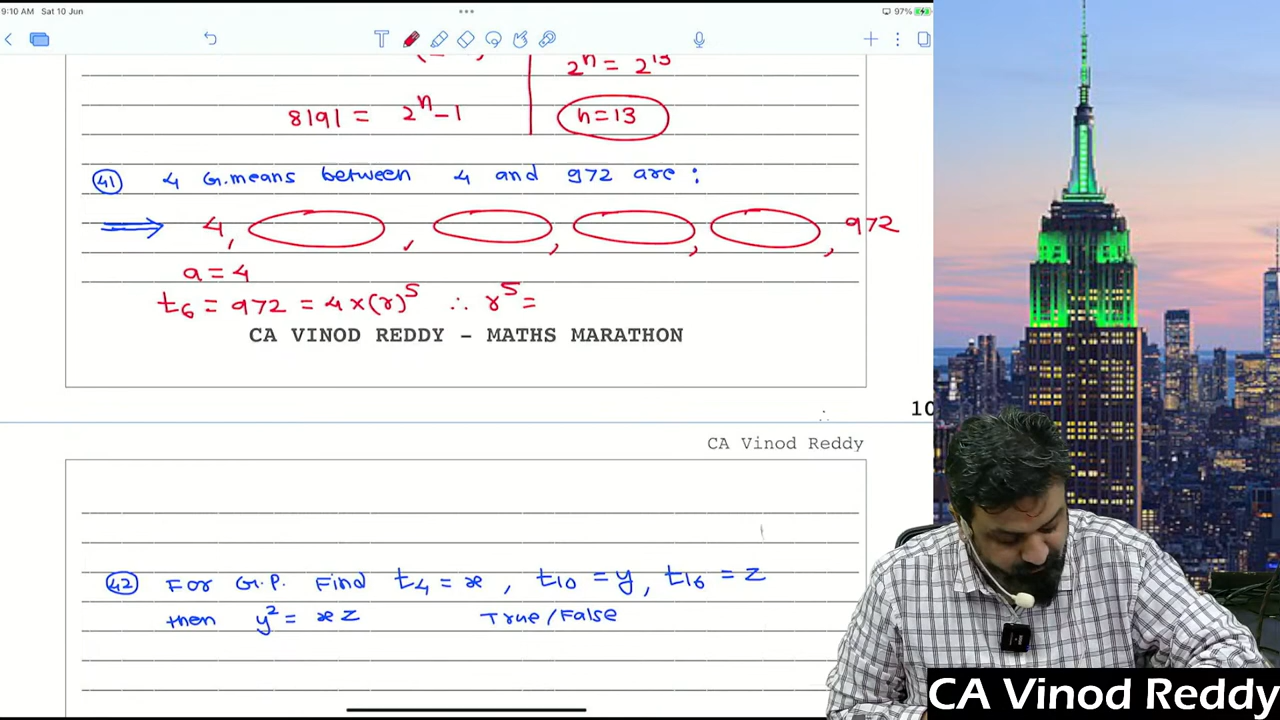 9:10 AM Sat 10 Jun
97%
2ⁿ = 2¹³
8191 = 2ⁿ - 1
n = 13
41 4 G.means between 4 and 972 are :
⇒ 4, , , , , 972
a = 4
t₆ = 972 = 4 × (r)⁵ ∴ r⁵ =
CA VINOD REDDY - MATHS MARATHON
10
CA Vinod Reddy
42 For G.P. Find t₄ = x , t₁₀ = y , t₁₆ = z
then y² = x z True/False
CA Vinod Reddy